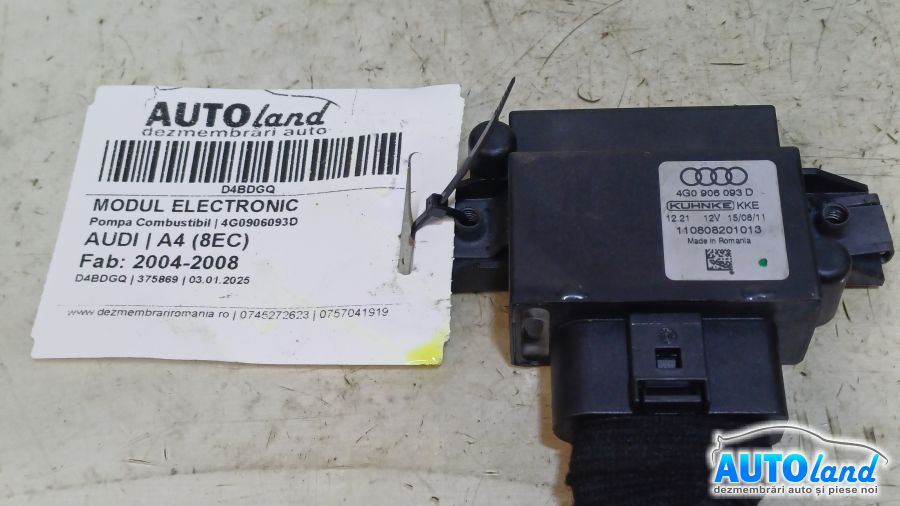 AUTOland
dezmembrări auto
D4BDGQ
MODUL ELECTRONIC
Pompa Combustibil | 4G0906093D
AUDI | A4 (8EC)
Fab: 2004-2008
D4BDGQ | 375869 | 03.01.2025
www.dezmembrariromania.ro | 0745272623 | 0757041919
4G0 906 093 D
KUHNKE KKE
12.21 12V 15/08/11
110808201013
Made in Romania
AUTOland
dezmembrări auto și piese noi